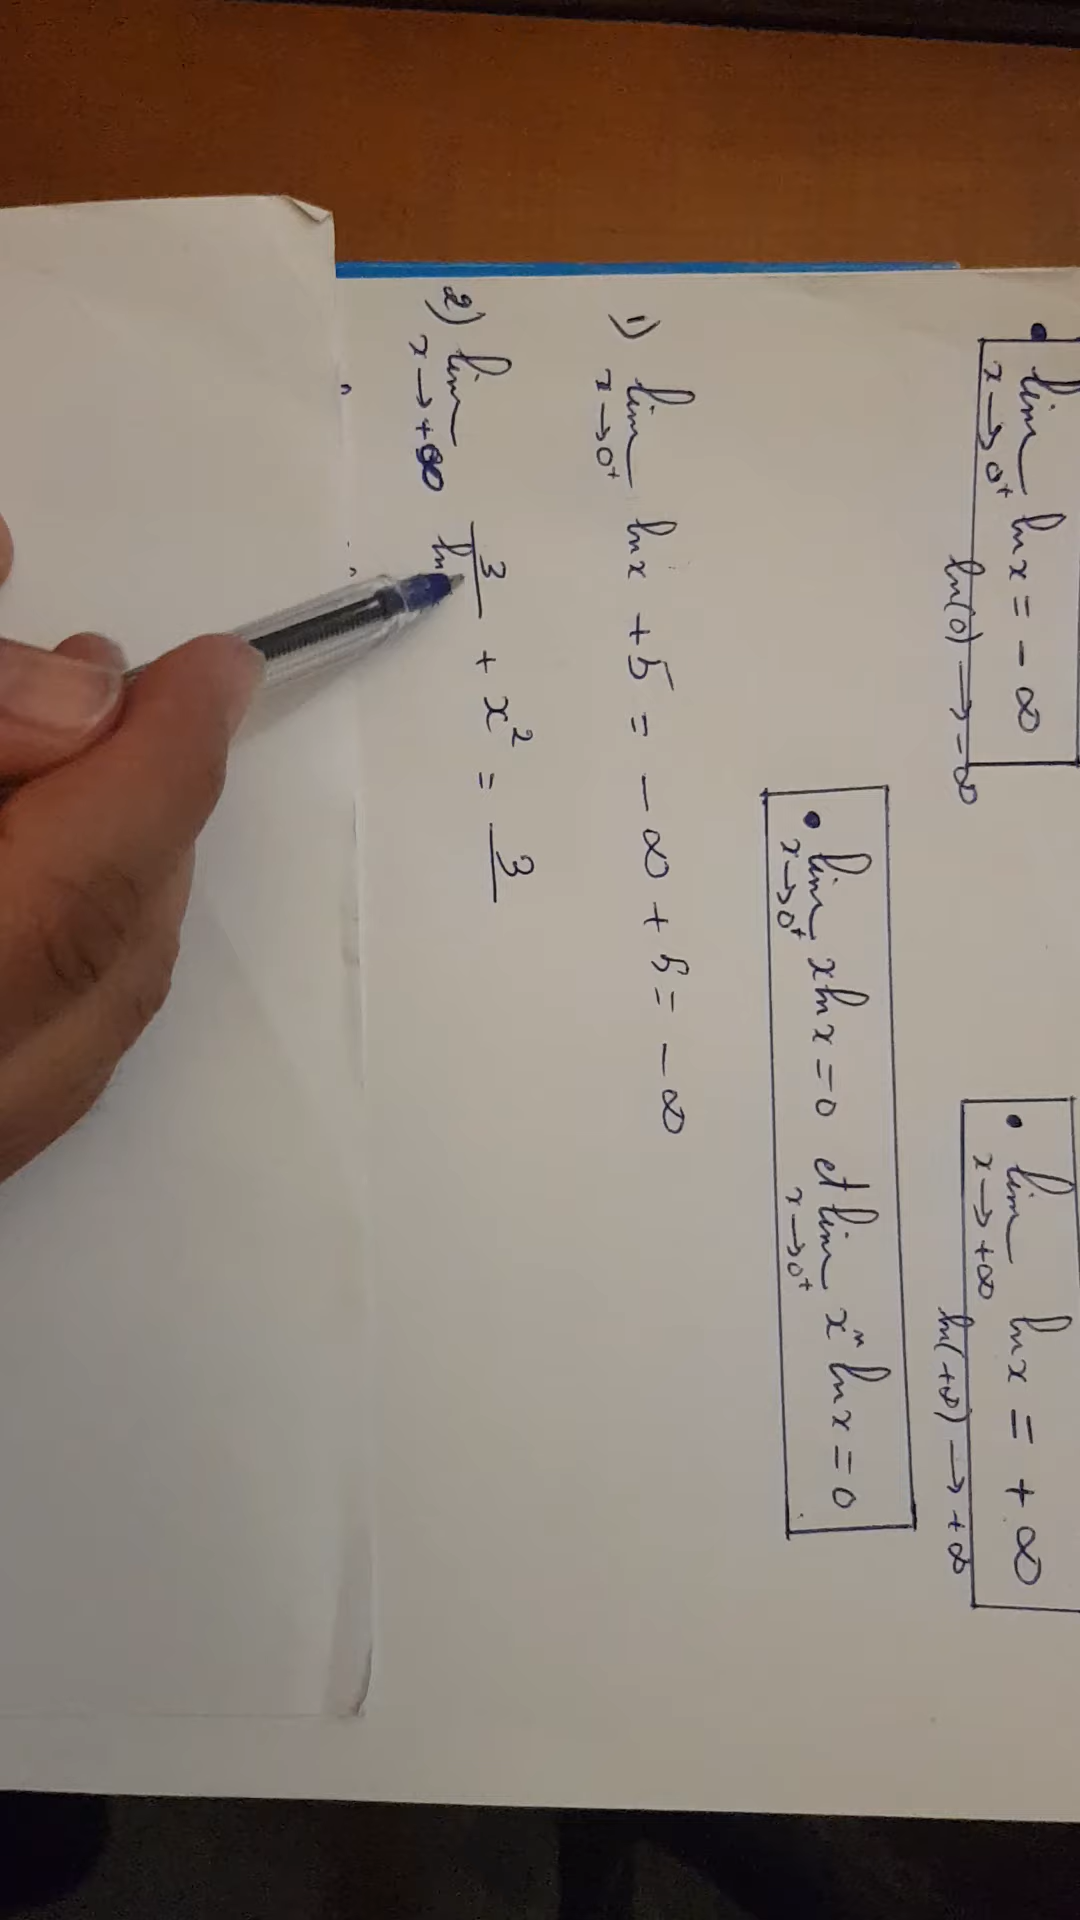 • lim ln x = - ∞
x → 0⁺
ln(0) → -∞
• lim ln x = + ∞
x → +∞
ln(+∞) → +∞
• lim x ln x = 0 et lim xⁿ ln x = 0
x → 0⁺ x → 0⁺
1) lim ln x + 5 = - ∞ + 5 = - ∞
x → 0⁺
2) lim 3/ln + x² = 3
x → +∞